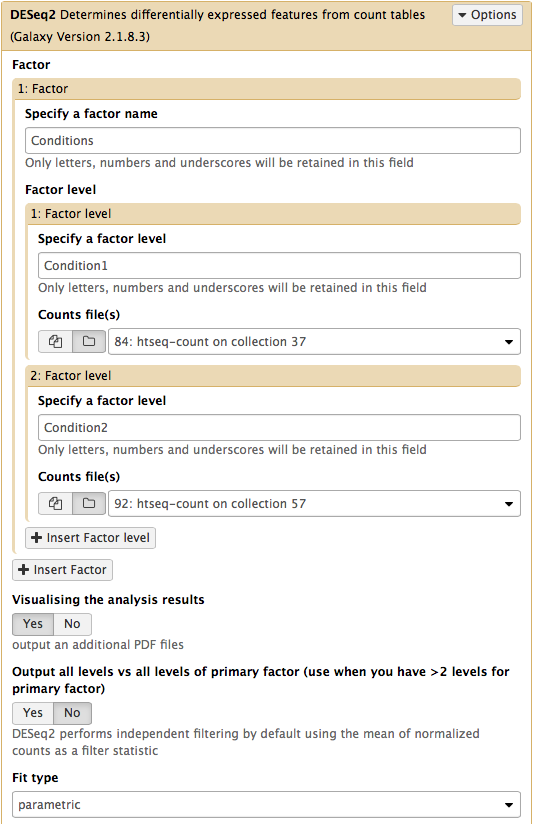 DESeq2 Determines differentially expressed features from count tables
Options
(Galaxy Version 2.1.8.3)
Factor
1: Factor
Specify a factor name
Conditions
Only letters, numbers and underscores will be retained in this field
Factor level
1: Factor level
Specify a factor level
Condition1
Only letters, numbers and underscores will be retained in this field
Counts file(s)
84: htseq-count on collection 37
2: Factor level
Specify a factor level
Condition2
Only letters, numbers and underscores will be retained in this field
Counts file(s)
92: htseq-count on collection 57
Insert Factor level
Insert Factor
Visualising the analysis results
Yes No
output an additional PDF files
Output all levels vs all levels of primary factor (use when you have >2 levels for
primary factor)
Yes No
DESeq2 performs independent filtering by default using the mean of normalized
counts as a filter statistic
Fit type
parametric